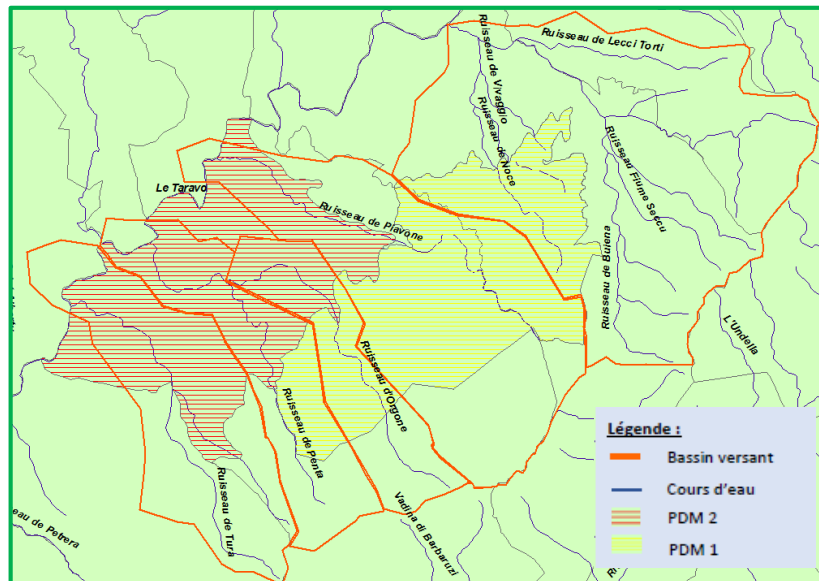 Ruisseau de Lecci Torti
Ruisseau de Vivaggio
Ruisseau de Noce
Ruisseau Fiume Seccu
Le Taravo
Ruisseau de Piavone
Ruisseau de Buiena
L'Undella
Ruisseau d'Orgone
Ruisseau de Penta
Ruisseau de Tura
Vadina di Barbaruzi
eau de Petrera
Légende :
Bassin versant
Cours d'eau
PDM 2
PDM 1